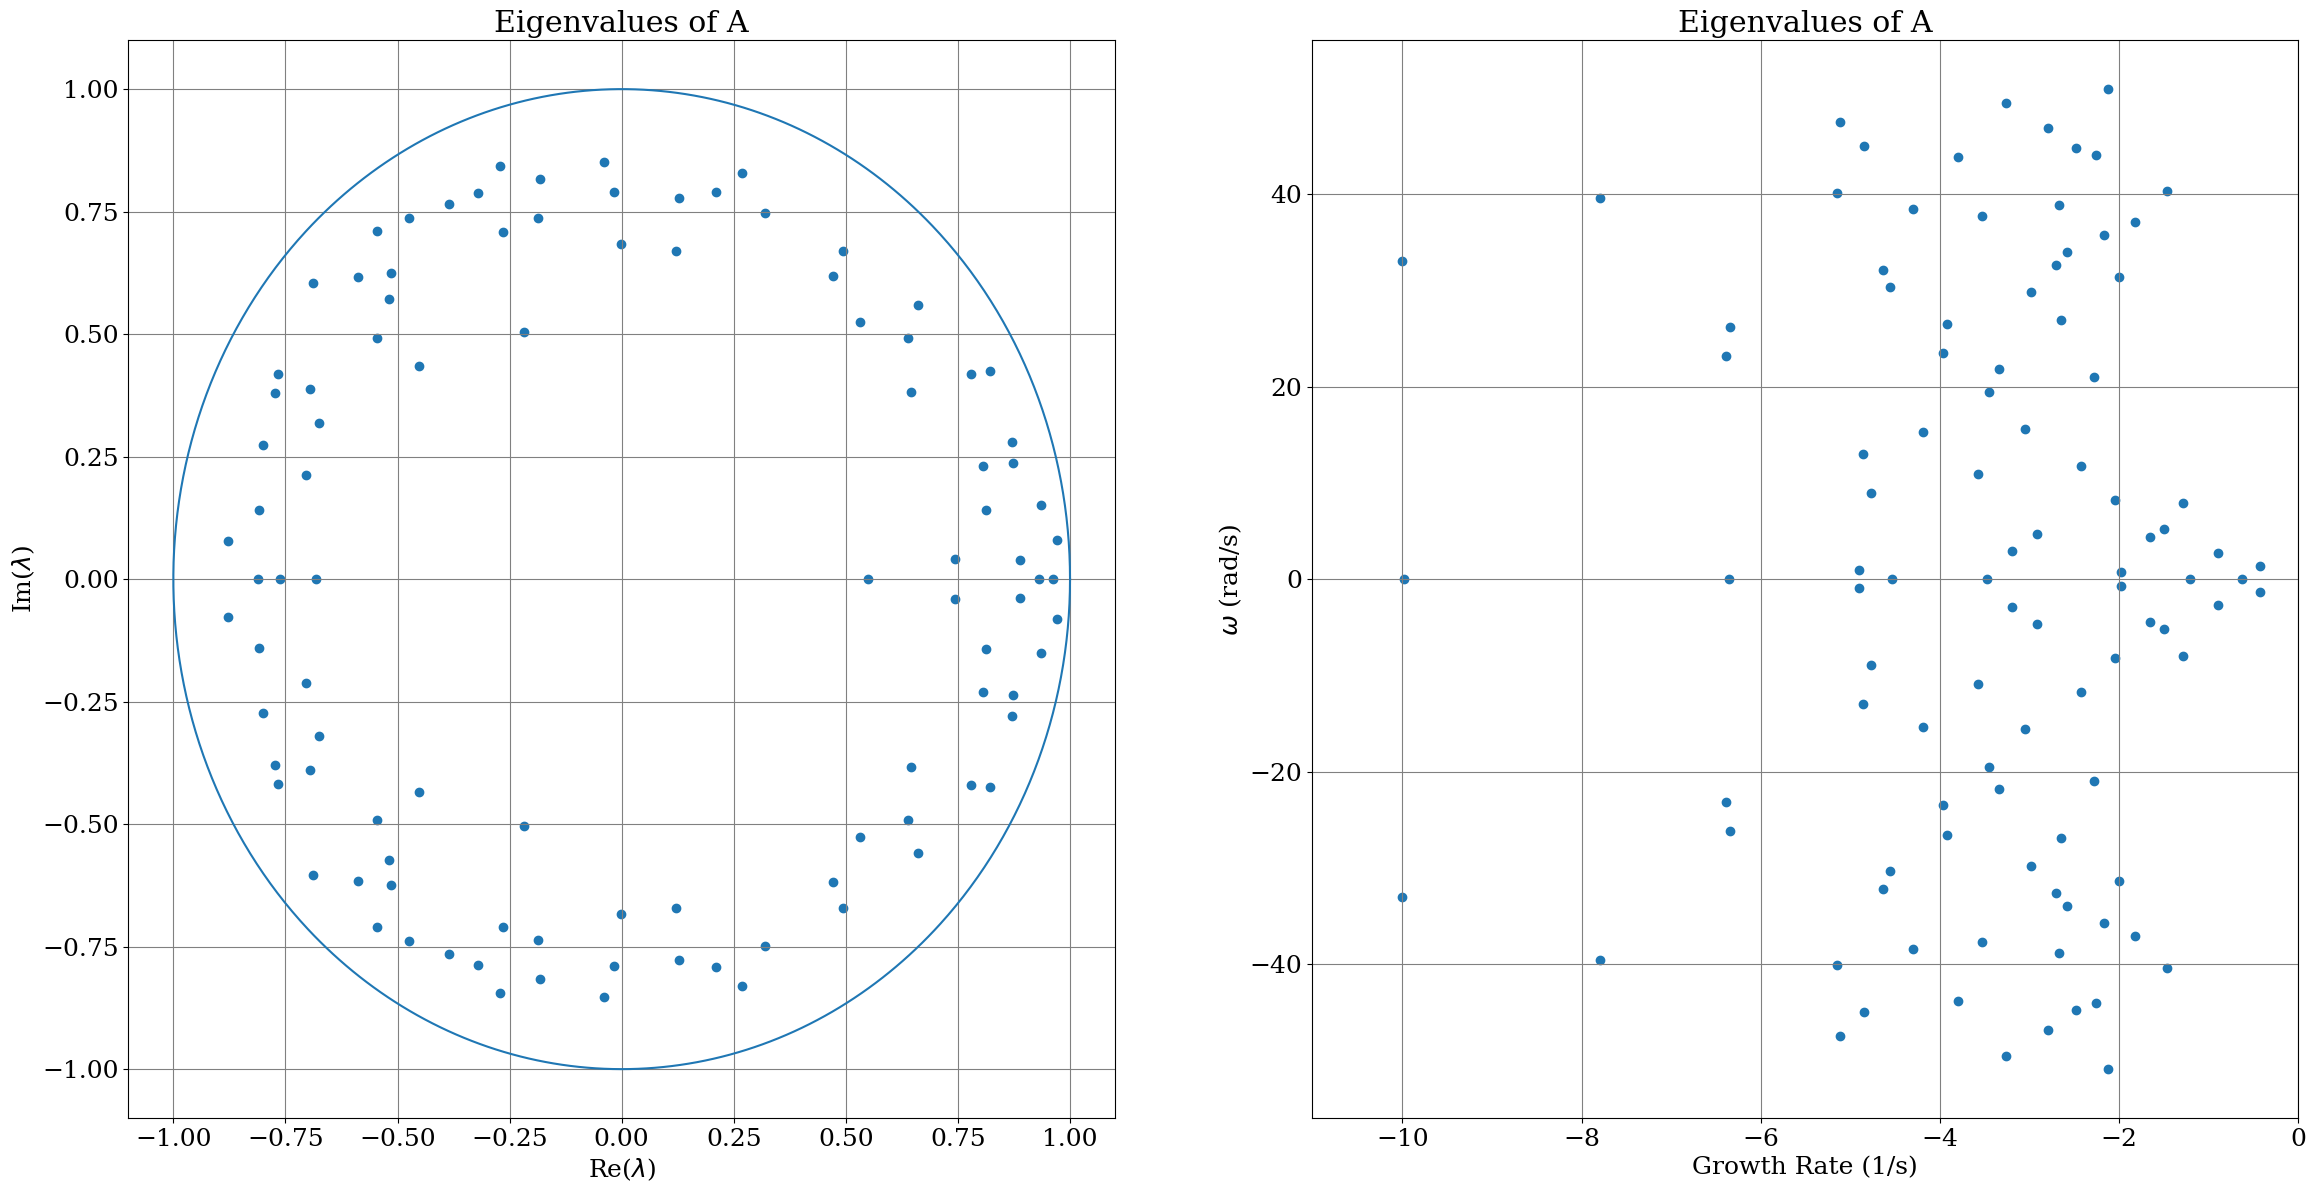 Eigenvalues of A
1.00
0.75
0.50
0.25
0.00
−0.25
−0.50
−0.75
−1.00
Im(λ)
−1.00 −0.75 −0.50 −0.25 0.00 0.25 0.50 0.75 1.00
Re(λ)
Eigenvalues of A
40
20
0
−20
−40
ω (rad/s)
−10 −8 −6 −4 −2 0
Growth Rate (1/s)